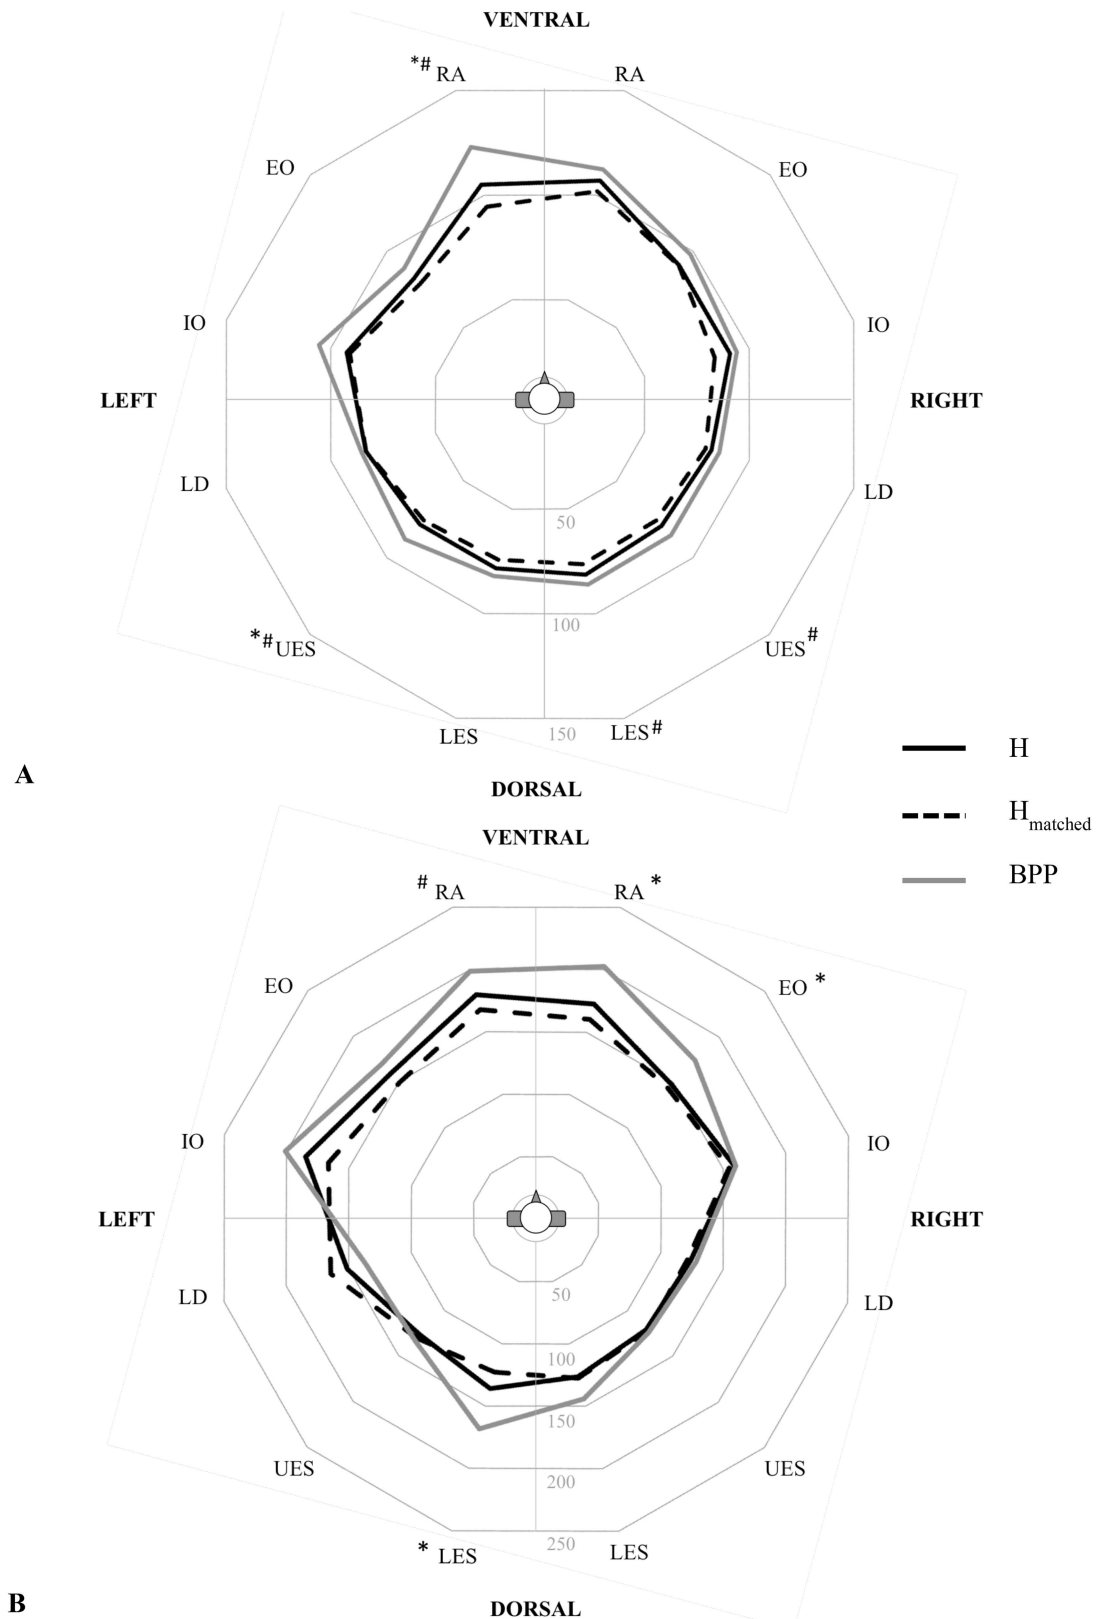 VENTRAL
*# RA RA
EO EO
IO IO
LEFT RIGHT
LD LD
50
100
*#UES UES#
150
LES LES#
A
DORSAL
H
Hmatched
BPP
VENTRAL
# RA RA *
EO EO *
IO IO
LEFT RIGHT
50
LD LD
100
150
UES UES
200
250
* LES LES
B
DORSAL